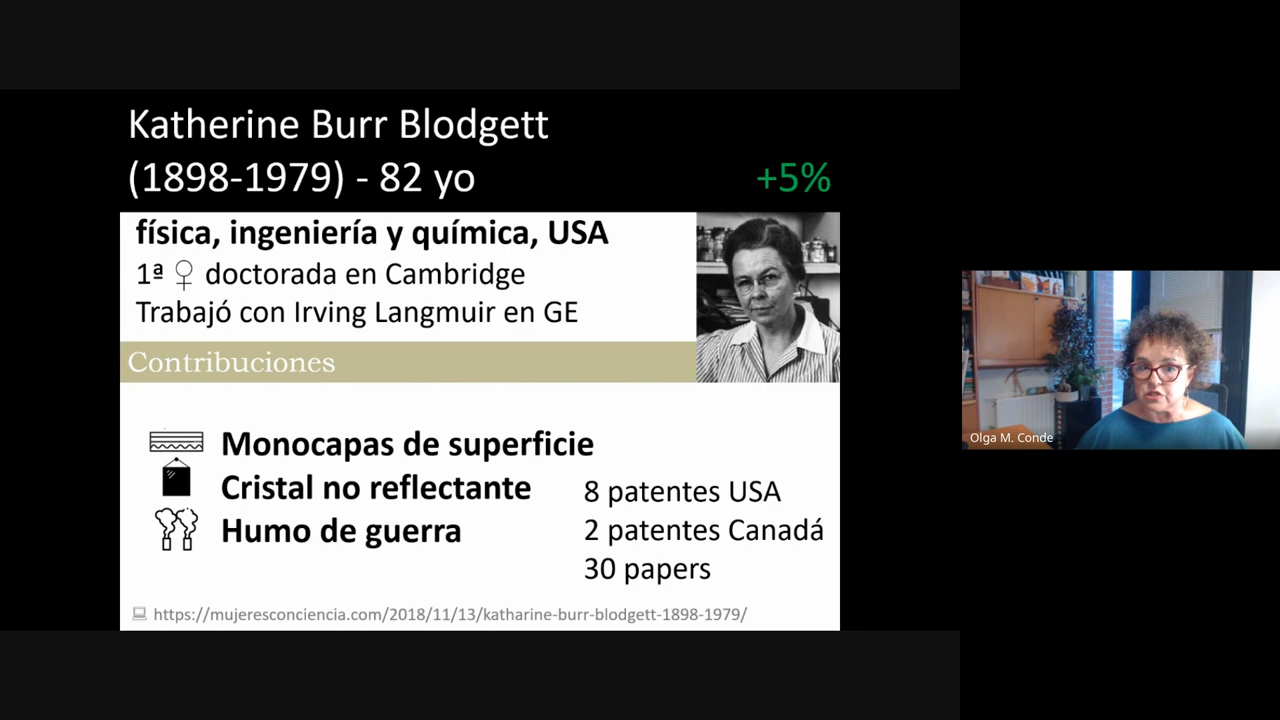 Katherine Burr Blodgett
(1898-1979) - 82 yo
+5%
física, ingeniería y química, USA
1ª ♀ doctorada en Cambridge
Trabajó con Irving Langmuir en GE
Contribuciones
Monocapas de superficie
Cristal no reflectante
Humo de guerra
8 patentes USA
2 patentes Canadá
30 papers
https://mujeresconciencia.com/2018/11/13/katharine-burr-blodgett-1898-1979/
Olga M. Conde